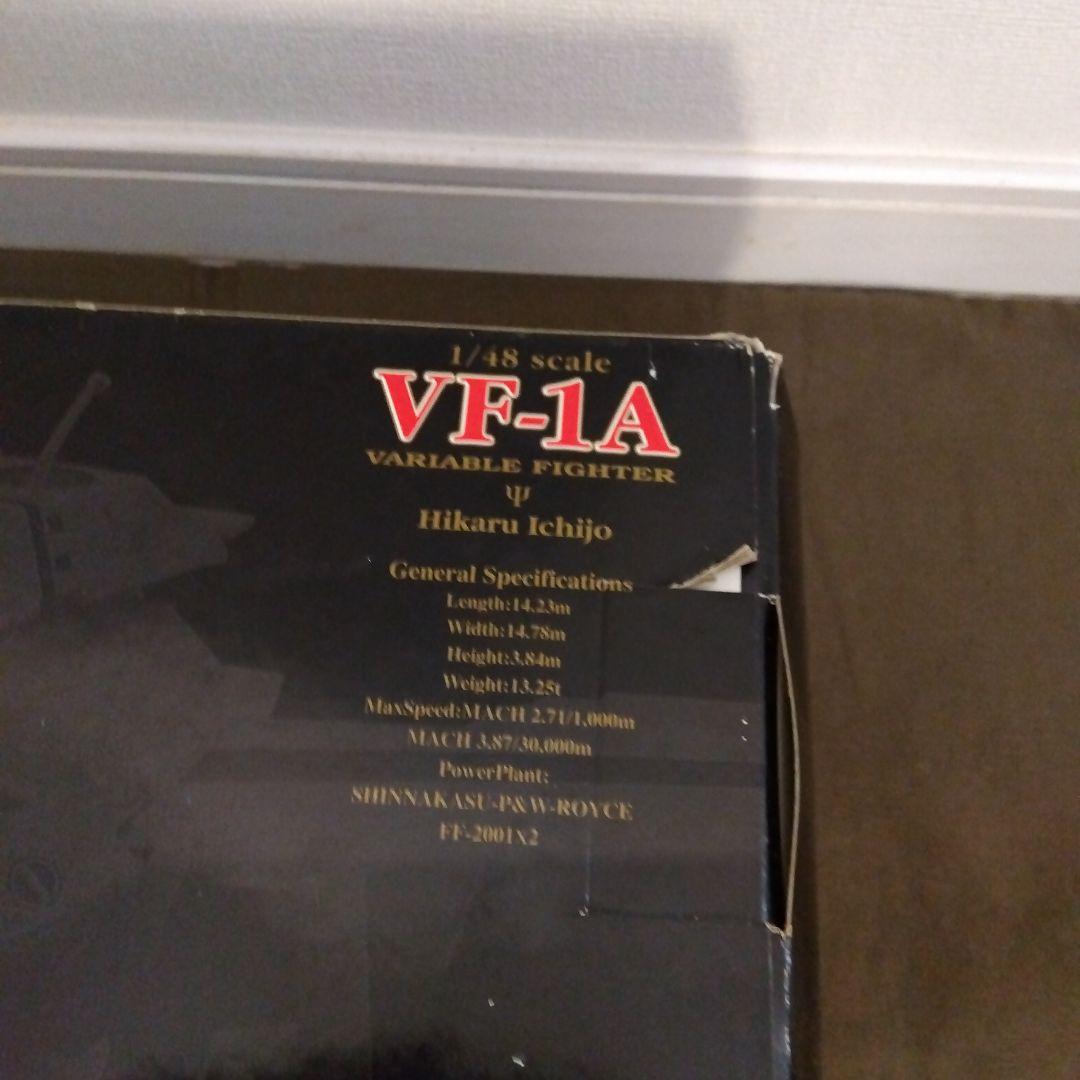 1/48 scale
VF-1A
VARIABLE FIGHTER
Ψ
Hikaru Ichijo
General Specifications
Length:14.23m
Width:14.78m
Height:3.84m
Weight:13.25t
MaxSpeed:MACH 2.71/1,000m
MACH 3.87/30,000m
PowerPlant:
SHINNAKASU-P&W-ROYCE
FF-2001x2